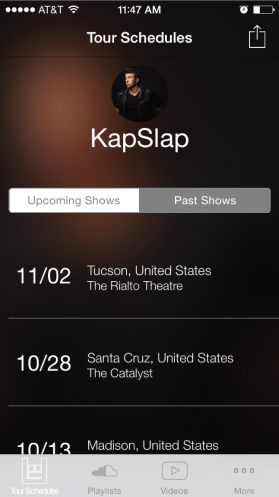 AT&T 11:47 AM
Tour Schedules
KapSlap
Upcoming Shows Past Shows
11/02 Tucson, United States
The Rialto Theatre
10/28 Santa Cruz, United States
The Catalyst
10/13 Madison, United States
Tour Schedules Playlists Videos More